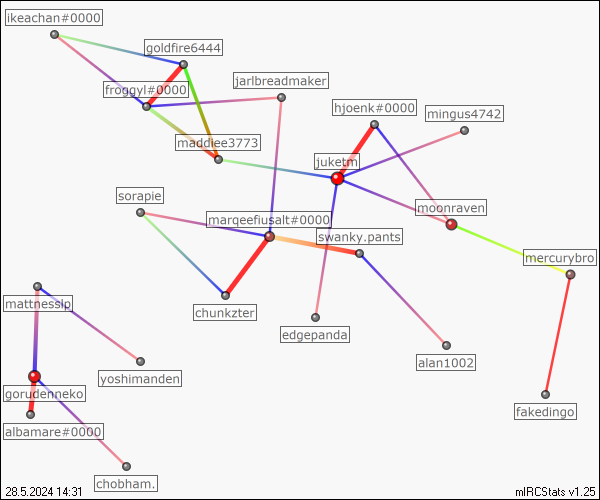 ikeachan#0000
goldfire6444
jarlbreadmaker
froggyl#0000
hjoenk#0000
mingus4742
maddiee3773
juketm
sorapie
moonraven
marqeefiusalt#0000
swanky.pants
mercurybro
mattnessip
chunkzter
edgepanda
alan1002
yoshimanden
gorudenneko
fakedingo
albamare#0000
chobham.
28.5.2024 14:31
mIRCStats v1.25